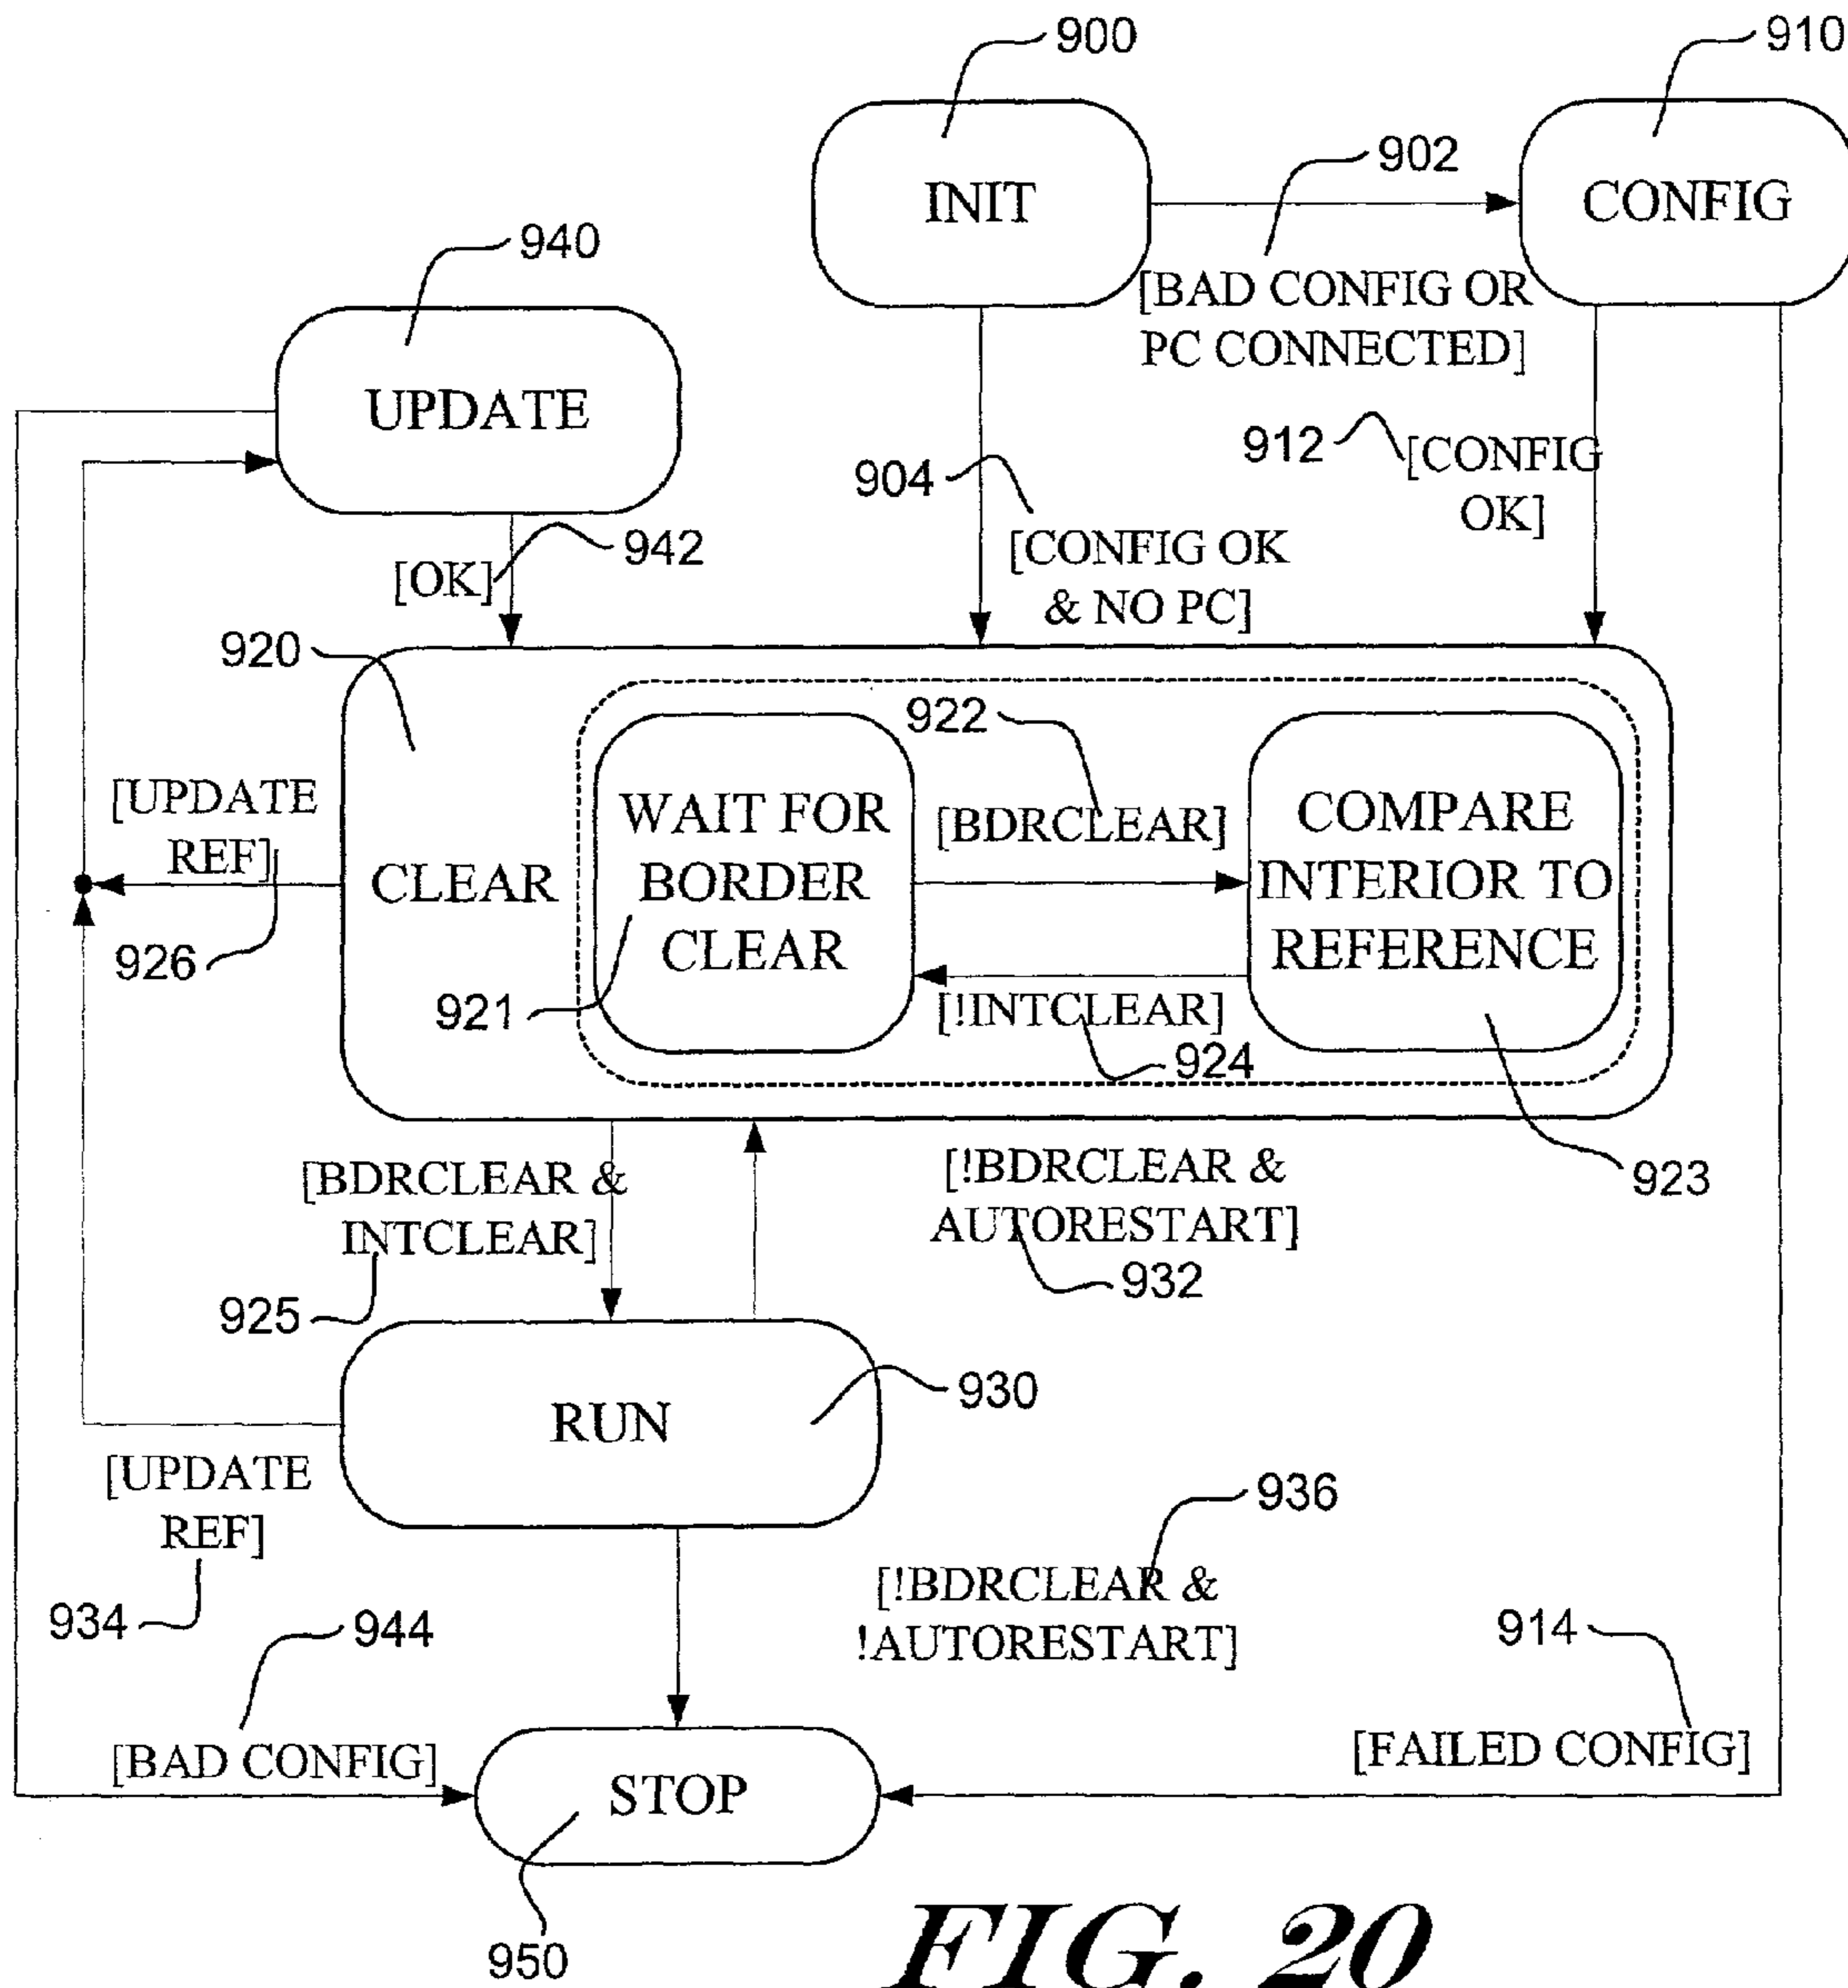 900
910
902
INIT
CONFIG
940
[BAD CONFIG OR
PC CONNECTED]
UPDATE
912
[CONFIG
OK]
904
942
[OK]
[CONFIG OK
& NO PC]
920
922
[UPDATE
REF]
WAIT FOR
BORDER
CLEAR
[BDRCLEAR]
COMPARE
INTERIOR TO
REFERENCE
CLEAR
926
921
[!INTCLEAR]
924
[BDRCLEAR &
INTCLEAR]
[!BDRCLEAR &
AUTORESTART]
923
932
925
930
RUN
[UPDATE
REF]
936
[!BDRCLEAR &
!AUTORESTART]
934
944
914
[BAD CONFIG]
[FAILED CONFIG]
STOP
950
FIG. 20